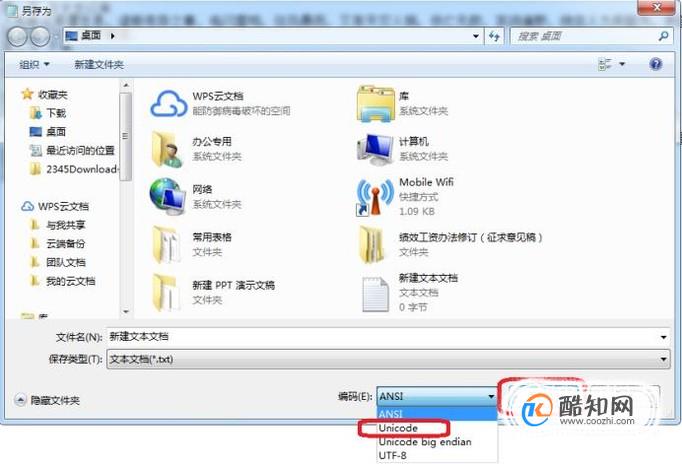 另存为
桌面
搜索 桌面
组织
新建文件夹
收藏夹
下载
桌面
最近访问的位置
2345Download
WPS云文档
与我共享
云端备份
团队文档
我的云文档
库
WPS云文档
能防御病毒破坏的空间
库
系统文件夹
办公专用
系统文件夹
计算机
系统文件夹
网络
系统文件夹
Mobile Wifi
快捷方式
1.09 KB
常用表格
文件夹
绩效工资办法修订（征求意见稿）
文件夹
新建 PPT 演示文稿
文件夹
新建文本文档
文本文档
0 字节
文件名(N): 新建文本文档
保存类型(T): 文本文档(*.txt)
隐藏文件夹
编码(E): ANSI
ANSI
Unicode
Unicode big endian
UTF-8
酷知网
www.coozhi.com